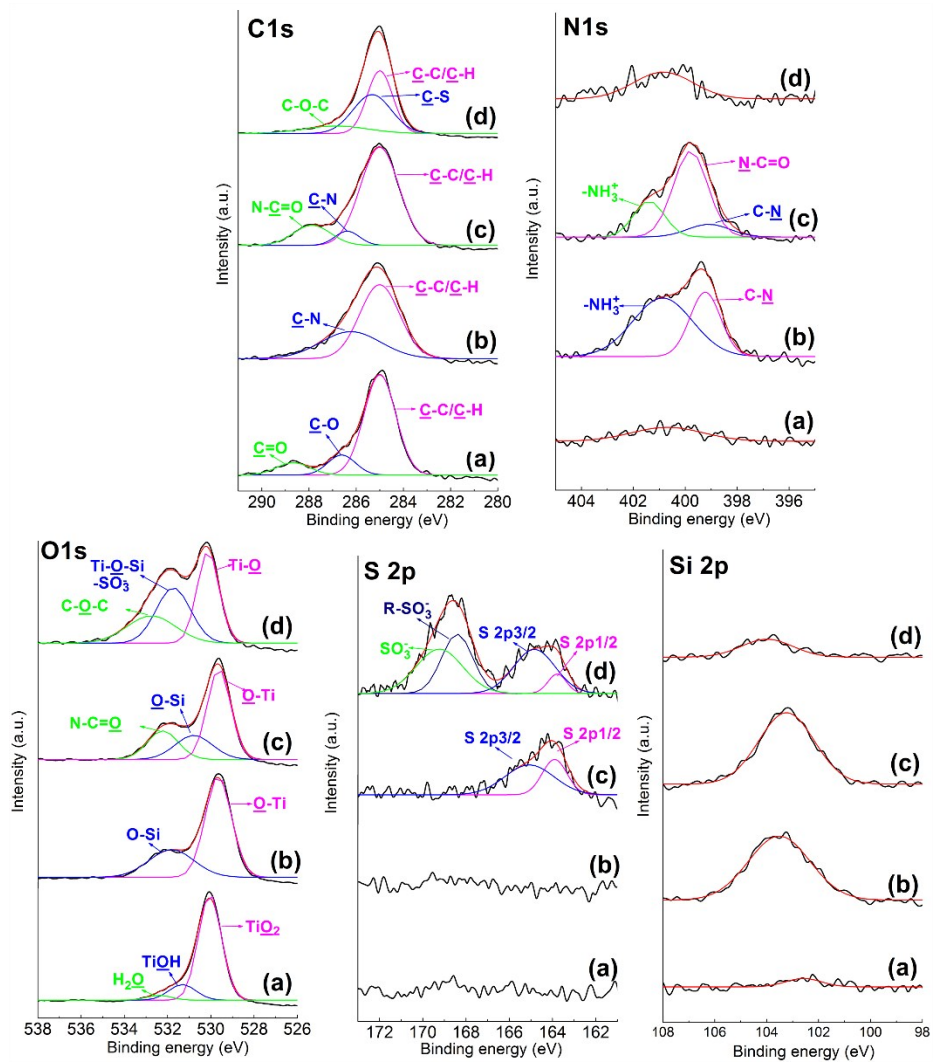 C1s
C-C/C-H
C-S
C-O-C
(d)
C-C/C-H
C-N
N-C=O
(c)
C-C/C-H
C-N
(b)
C-C/C-H
C-O
C=O
(a)
Intensity (a.u.)
290 288 286 284 282 280
Binding energy (eV)
N1s
(d)
N-C=O
-NH₃⁺
C-N
(c)
-NH₃⁺
C-N
(b)
(a)
Intensity (a.u.)
404 402 400 398 396
Binding energy (eV)
O1s
Ti-O-Si
-SO₃
Ti-O
C-O-C
(d)
O-Ti
O-Si
N-C=O
(c)
O-Ti
O-Si
(b)
TiO₂
TiOH
H₂O
(a)
Intensity (a.u.)
538 536 534 532 530 528 526
Binding energy (eV)
S 2p
R-SO₃⁻
SO₃⁻
S 2p3/2
S 2p1/2
(d)
S 2p3/2
S 2p1/2
(c)
(b)
(a)
Intensity (a.u.)
172 170 168 166 164 162 161
Binding energy (eV)
Si 2p
(d)
(c)
(b)
(a)
Intensity (a.u.)
108 106 104 102 100 98
Binding energy (eV)